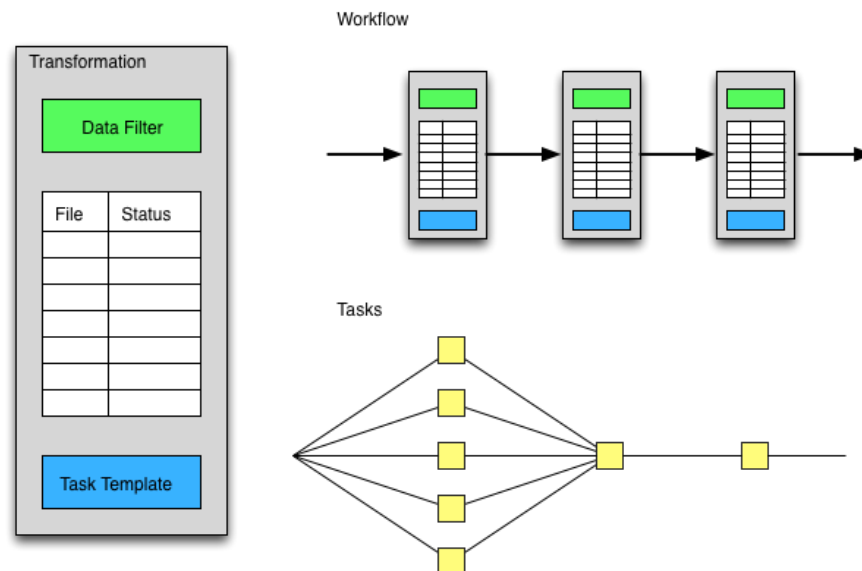 Transformation
Data Filter
File Status
Task Template
Workflow
Tasks